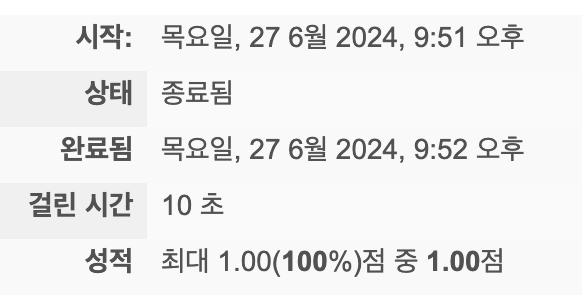 시작: 목요일, 27 6월 2024, 9:51 오후
상태 종료됨
완료됨 목요일, 27 6월 2024, 9:52 오후
걸린 시간 10 초
성적 최대 1.00(100%)점 중 1.00점